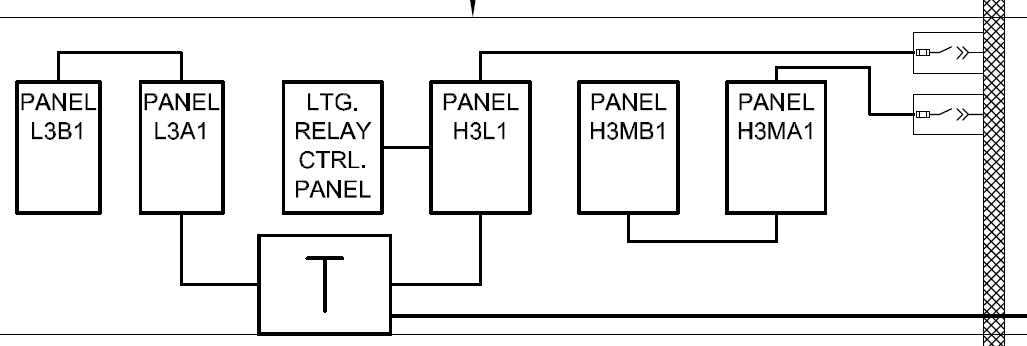 PANEL
L3B1
PANEL
L3A1
LTG.
RELAY
CTRL.
PANEL
PANEL
H3L1
PANEL
H3MB1
PANEL
H3MA1
T